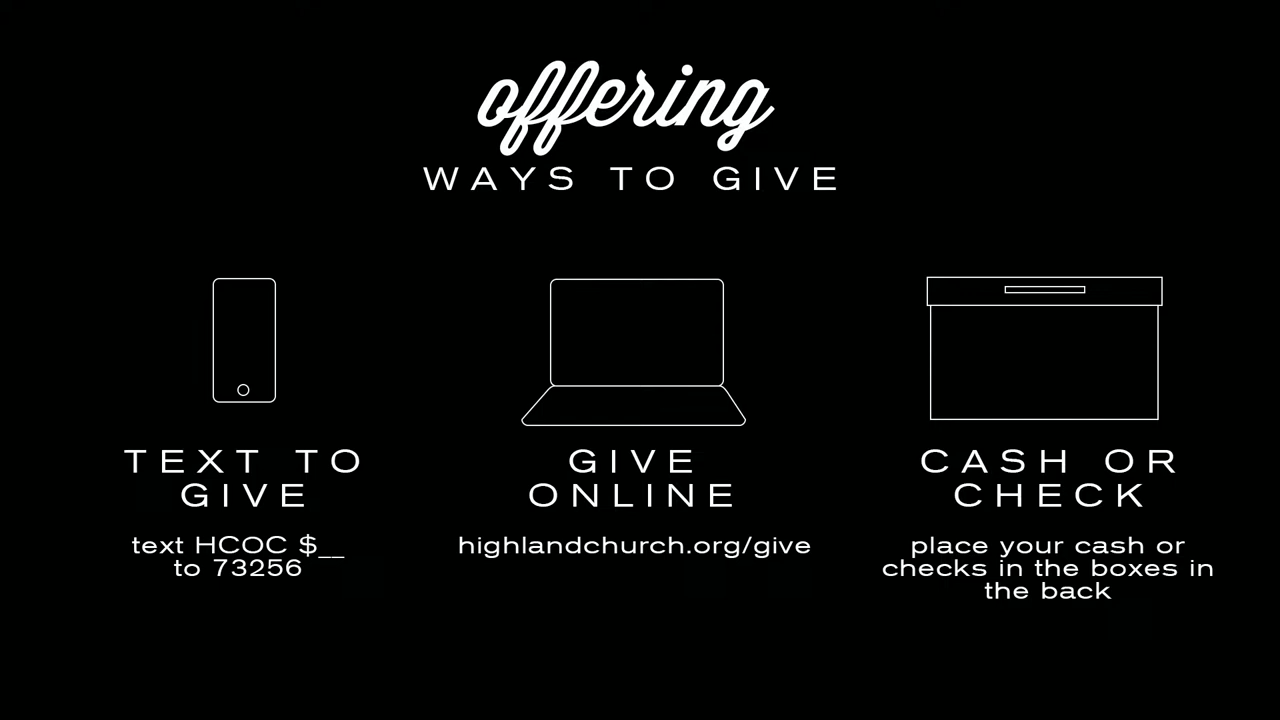 offering
WAYS TO GIVE
TEXT TO
GIVE
text HCOC $__
to 73256
GIVE
ONLINE
highlandchurch.org/give
CASH OR
CHECK
place your cash or
checks in the boxes in
the back